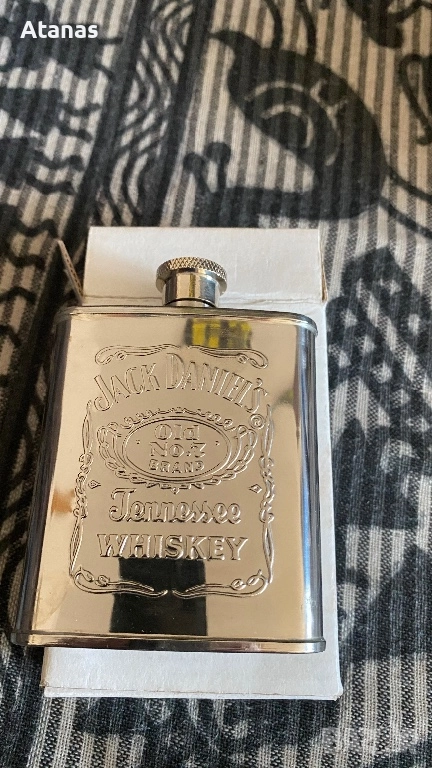 Atanas
JACK DANIEL'S
Old
NO.7
BRAND
Tennessee
WHISKEY